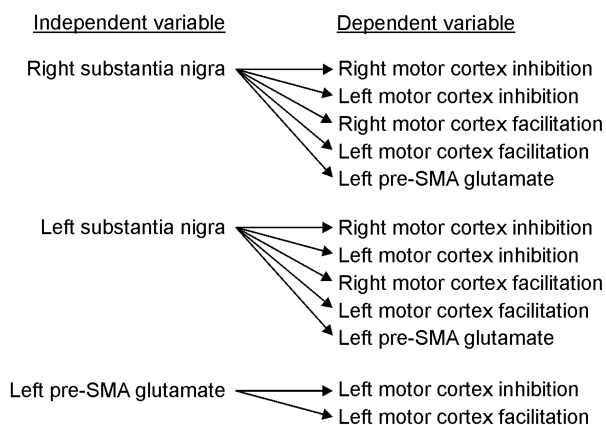 Independent variable Dependent variable
Right substantia nigra Right motor cortex inhibition
Left motor cortex inhibition
Right motor cortex facilitation
Left motor cortex facilitation
Left pre-SMA glutamate
Left substantia nigra Right motor cortex inhibition
Left motor cortex inhibition
Right motor cortex facilitation
Left motor cortex facilitation
Left pre-SMA glutamate
Left pre-SMA glutamate Left motor cortex inhibition
Left motor cortex facilitation